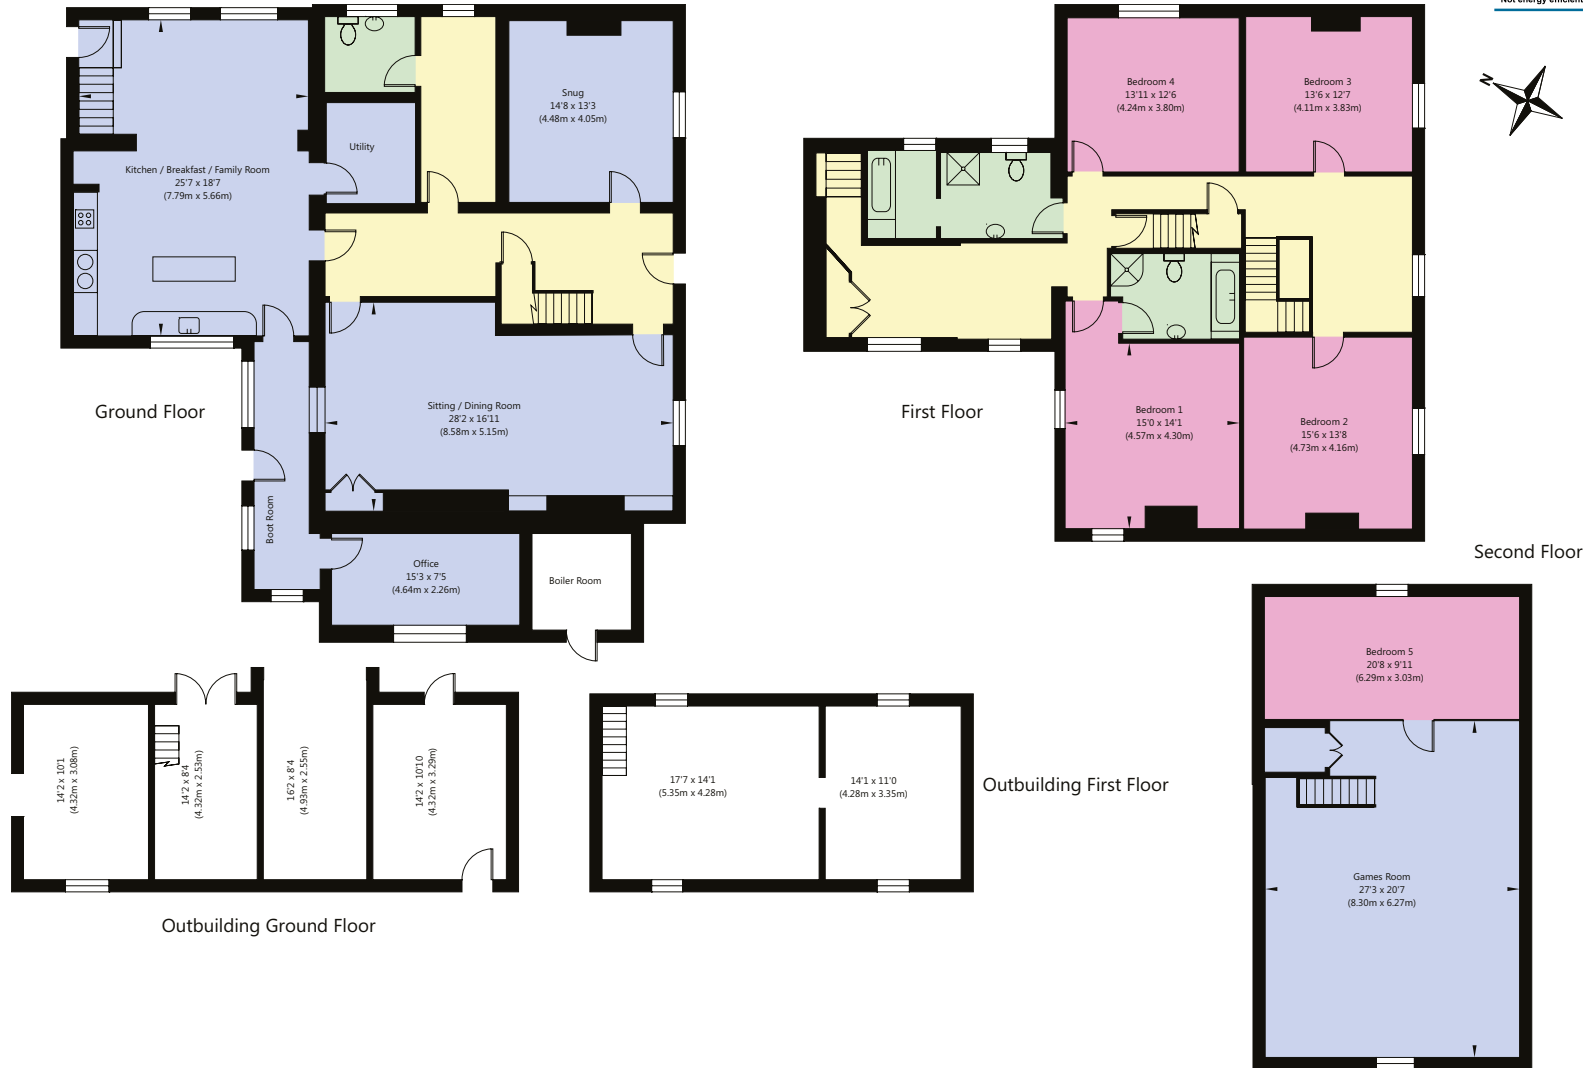 Not energy efficient
N
Snug
14'8 x 13'3
(4.48m x 4.05m)
Utility
Kitchen / Breakfast / Family Room
25'7 x 18'7
(7.79m x 5.66m)
Ground Floor
Sitting / Dining Room
28'2 x 16'11
(8.58m x 5.15m)
Boot Room
Office
15'3 x 7'5
(4.64m x 2.26m)
Boiler Room
Bedroom 4
13'11 x 12'6
(4.24m x 3.80m)
Bedroom 3
13'6 x 12'7
(4.11m x 3.83m)
First Floor
Bedroom 1
15'0 x 14'1
(4.57m x 4.30m)
Bedroom 2
15'6 x 13'8
(4.73m x 4.16m)
Second Floor
Bedroom 5
20'8 x 9'11
(6.29m x 3.03m)
Games Room
27'3 x 20'7
(8.30m x 6.27m)
14'2 x 10'1
(4.32m x 3.08m)
14'2 x 8'4
(4.32m x 2.53m)
16'2 x 8'4
(4.93m x 2.55m)
14'2 x 10'10
(4.32m x 3.29m)
Outbuilding Ground Floor
17'7 x 14'1
(5.35m x 4.28m)
14'1 x 11'0
(4.28m x 3.35m)
Outbuilding First Floor